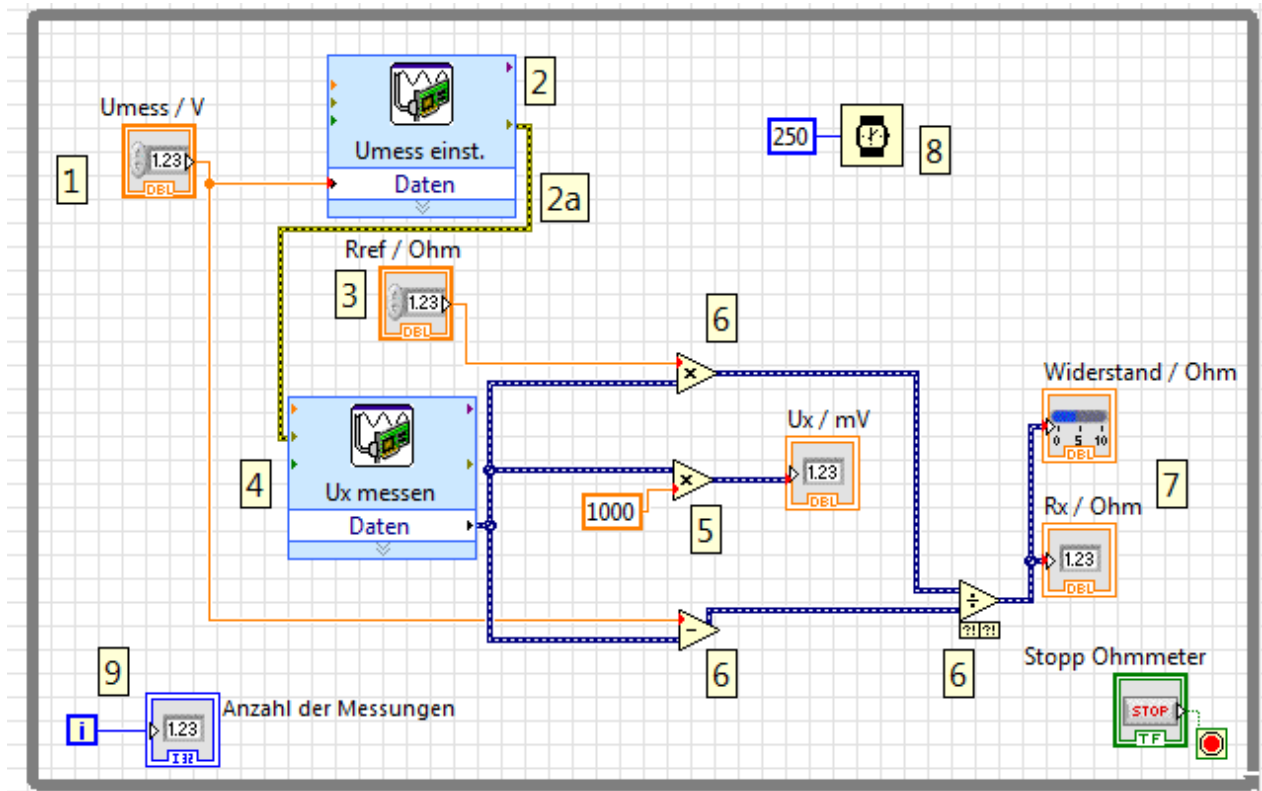 Umess / V
1.23
DBL
1
Umess einst.
Daten
2
2a
250
8
Rref / Ohm
1.23
DBL
3
6
×
Ux messen
Daten
4
1000
×
5
Ux / mV
1.23
DBL
Widerstand / Ohm
0 5 10
DBL
7
Rx / Ohm
1.23
DBL
-
6
÷
?! ?!
6
9
i
1.23
I32
Anzahl der Messungen
Stopp Ohmmeter
STOP
TF